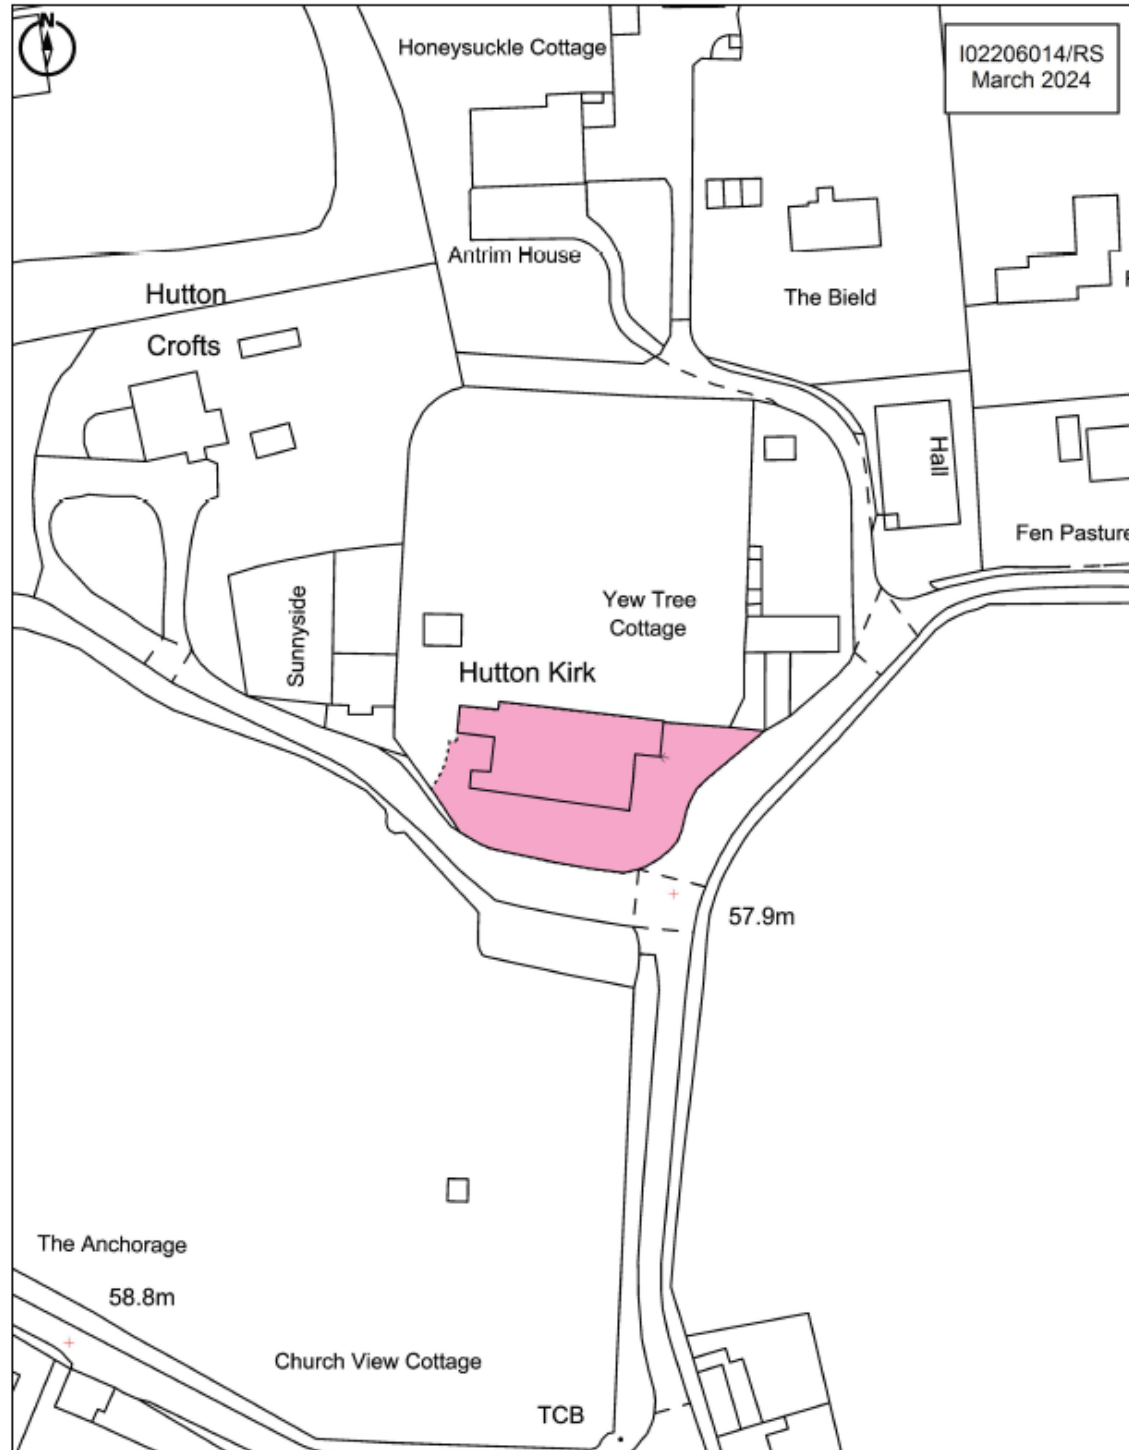 N
Honeysuckle Cottage
I02206014/RS
March 2024
Antrim House
Hutton
The Bield
Crofts
Hall
Fen Pasture
Sunnyside
Yew Tree
Cottage
Hutton Kirk
57.9m
The Anchorage
58.8m
Church View Cottage
TCB